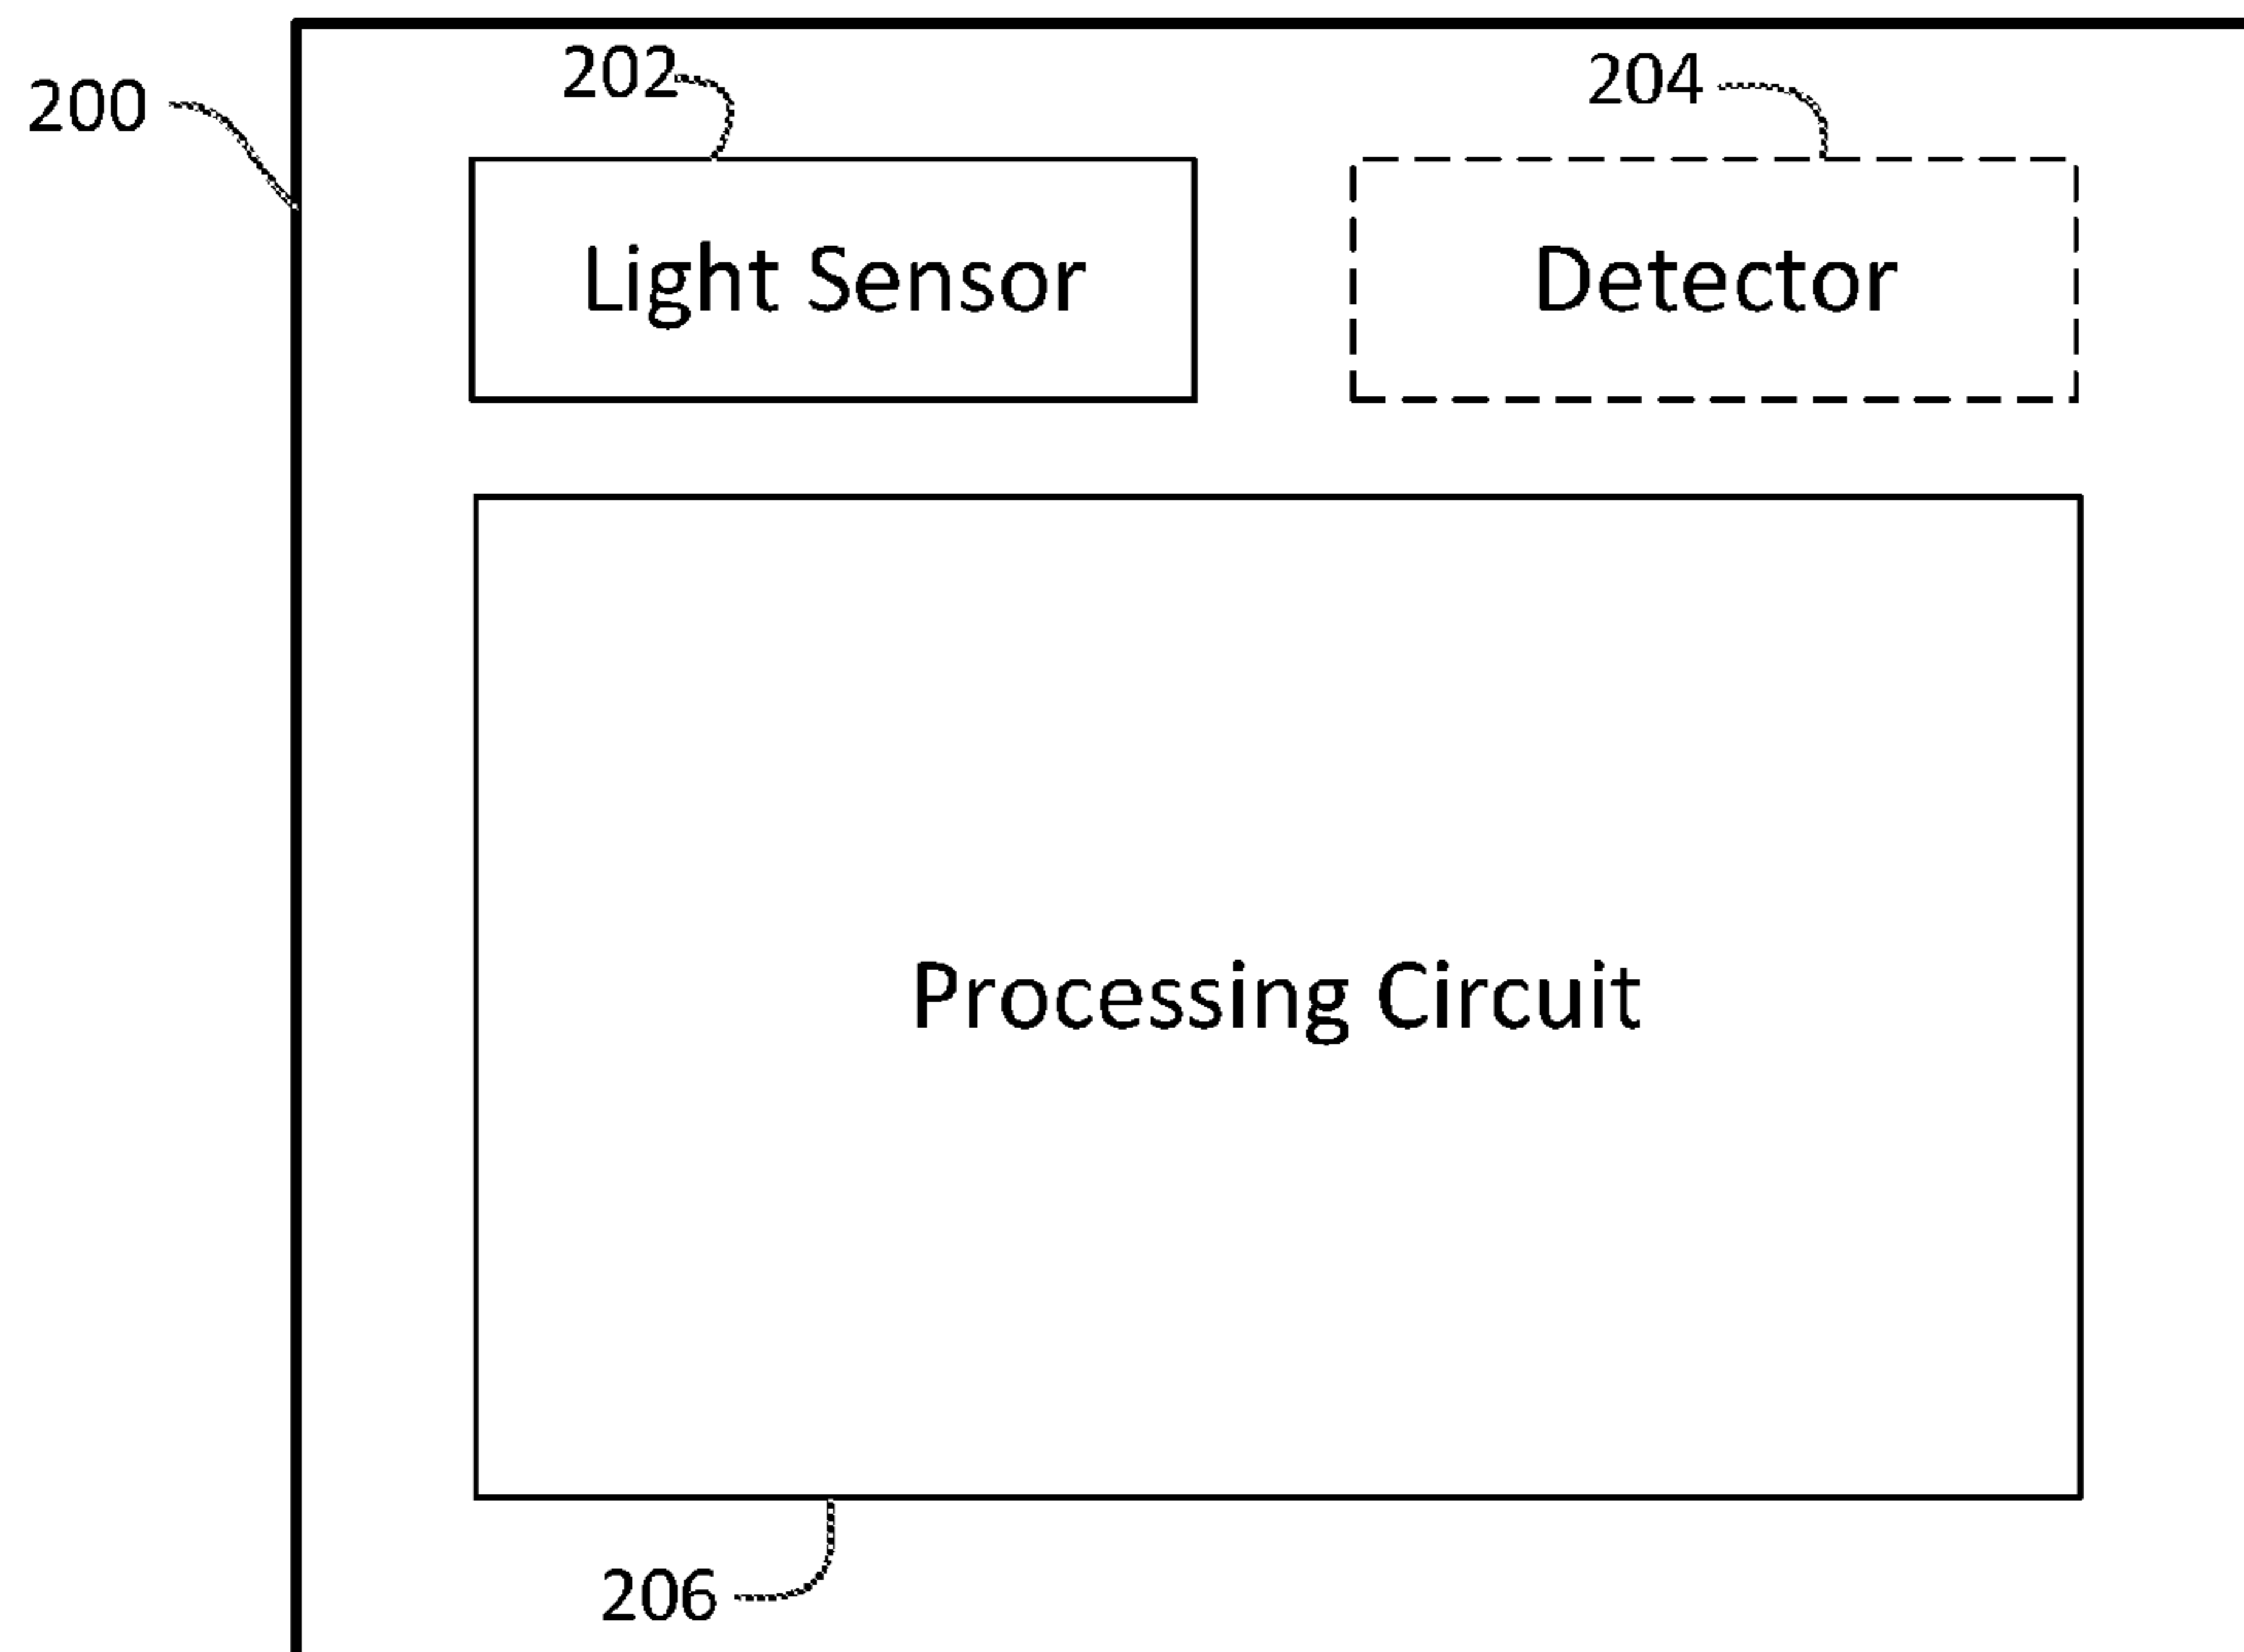 202
204
200
Light Sensor
Detector
Processing Circuit
206